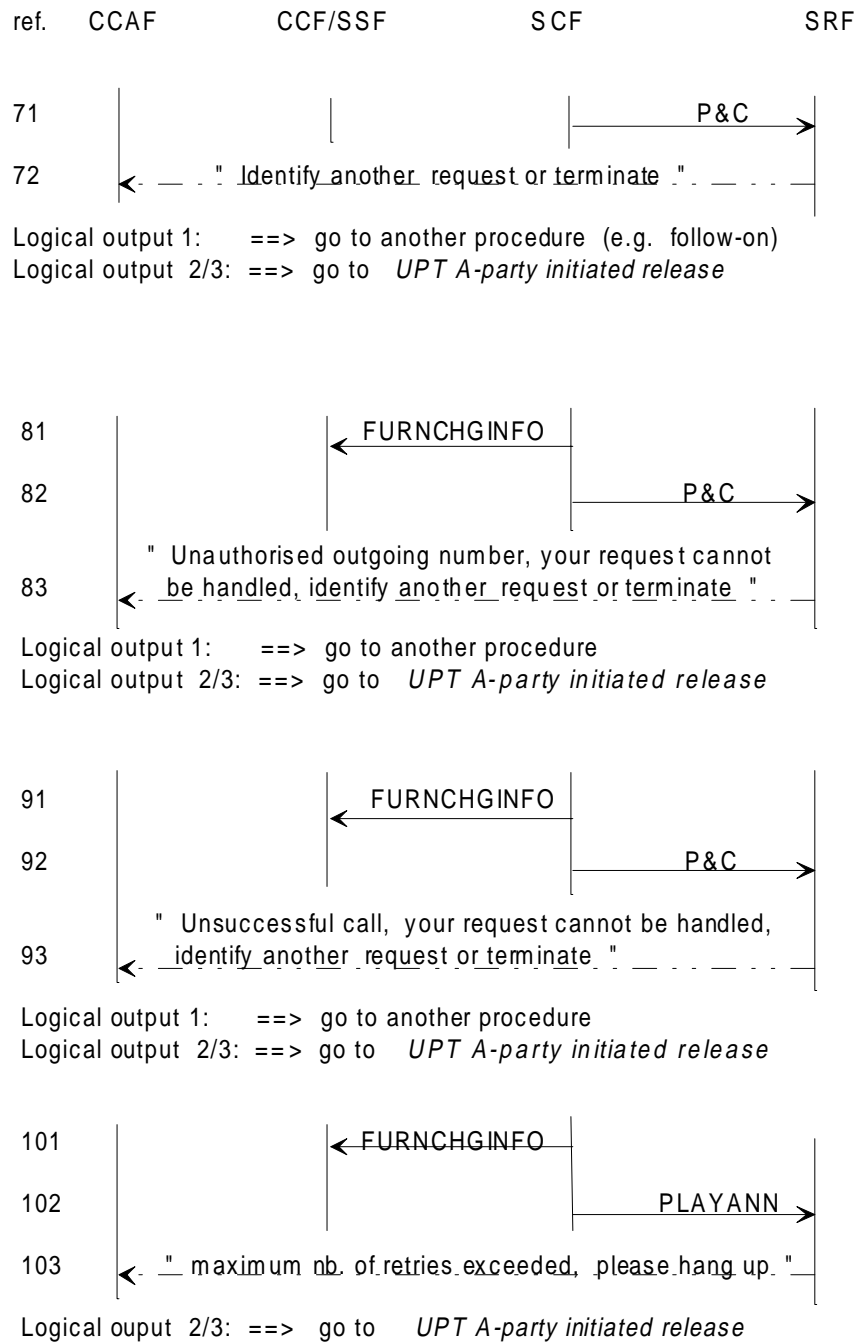 ref. CCAF CCF/SSF SCF SRF
71 P&C
72 " Identify another request or terminate "
Logical output 1: ==> go to another procedure (e.g. follow-on)
Logical output 2/3: ==> go to UPT A-party initiated release
81 FURNCHGINFO
82 P&C
" Unauthorised outgoing number, your request cannot
83 be handled, identify another request or terminate "
Logical output 1: ==> go to another procedure
Logical output 2/3: ==> go to UPT A-party initiated release
91 FURNCHGINFO
92 P&C
" Unsuccessful call, your request cannot be handled,
93 identify another request or terminate "
Logical output 1: ==> go to another procedure
Logical output 2/3: ==> go to UPT A-party initiated release
101 FURNCHGINFO
102 PLAYANN
103 " maximum nb. of retries exceeded, please hang up "
Logical ouput 2/3: ==> go to UPT A-party initiated release